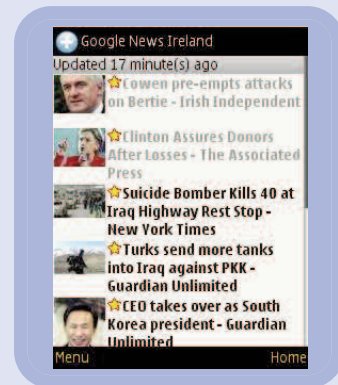 Google News Ireland
Updated 17 minute(s) ago
Cowen pre-empts attacks
on Bertie - Irish Independent
Clinton Assures Donors
After Losses - The Associated
Press
Suicide Bomber Kills 40 at
Iraq Highway Rest Stop -
New York Times
Turks send more tanks
into Iraq against PKK -
Guardian Unlimited
CEO takes over as South
Korea president - Guardian
Unlimited
Menu Home